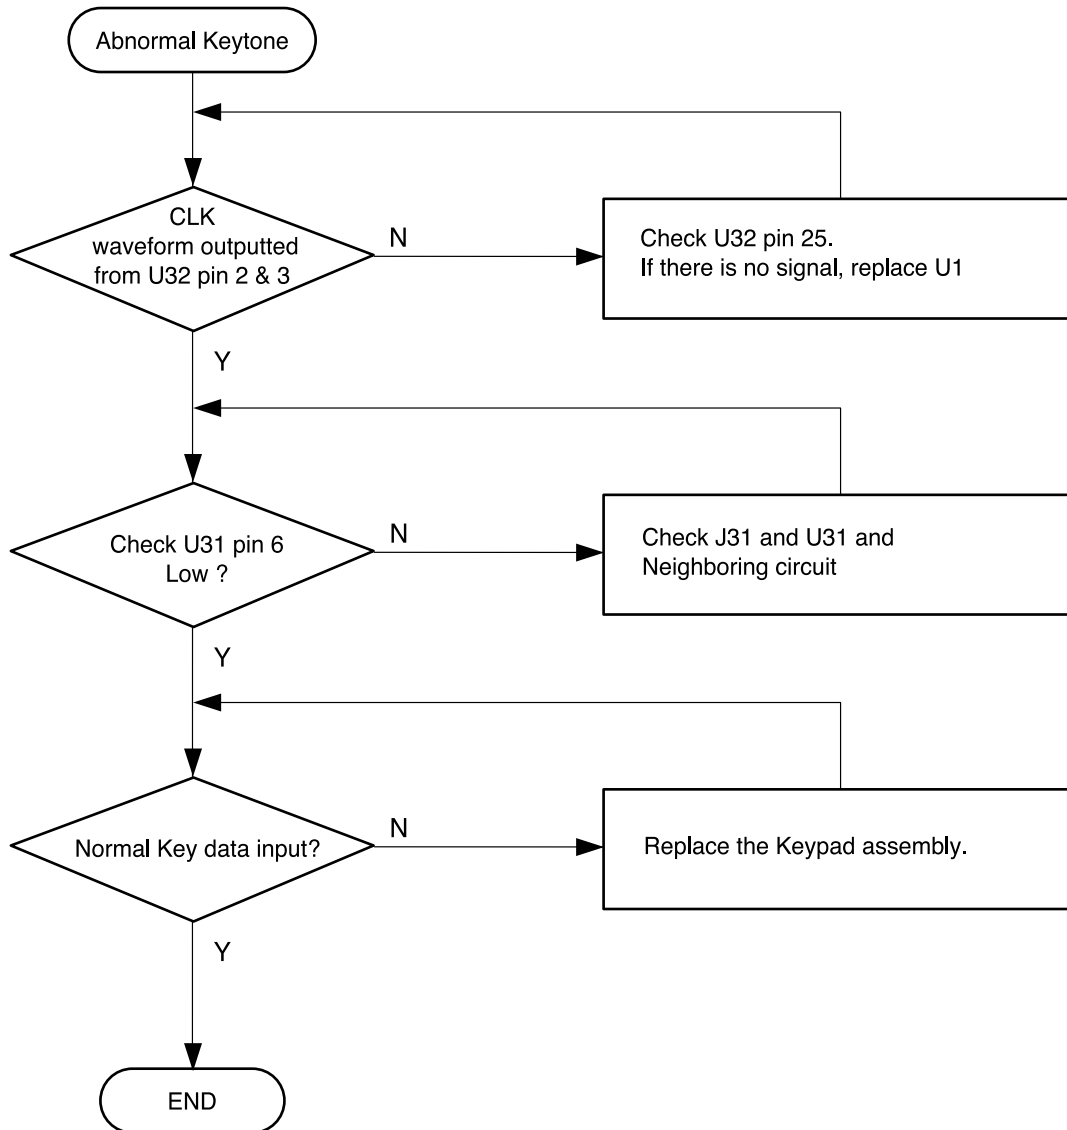 Abnormal Keytone
CLK
waveform outputted
from U32 pin 2 & 3
N
Check U32 pin 25.
If there is no signal, replace U1
Y
Check U31 pin 6
Low ?
N
Check J31 and U31 and
Neighboring circuit
Y
Normal Key data input?
N
Replace the Keypad assembly.
Y
END